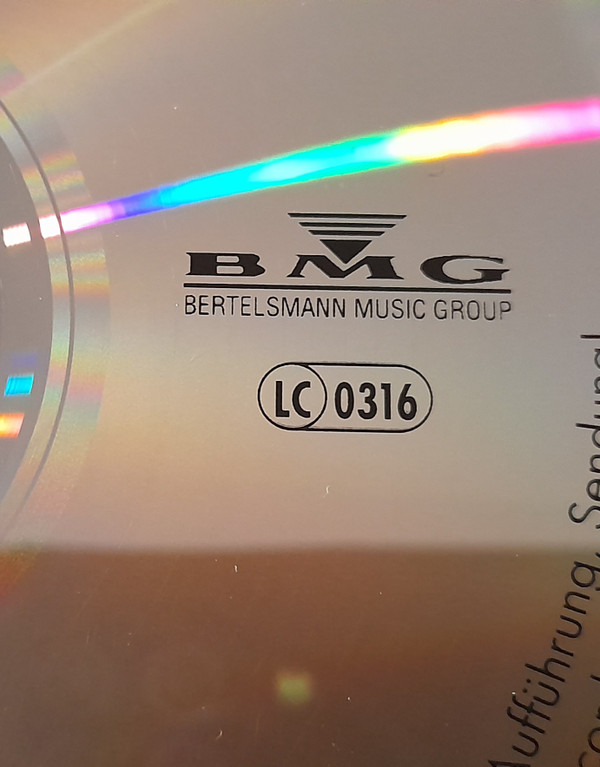 BMG
BERTELSMANN MUSIC GROUP
LC 0316
Aufführung, Sendung!